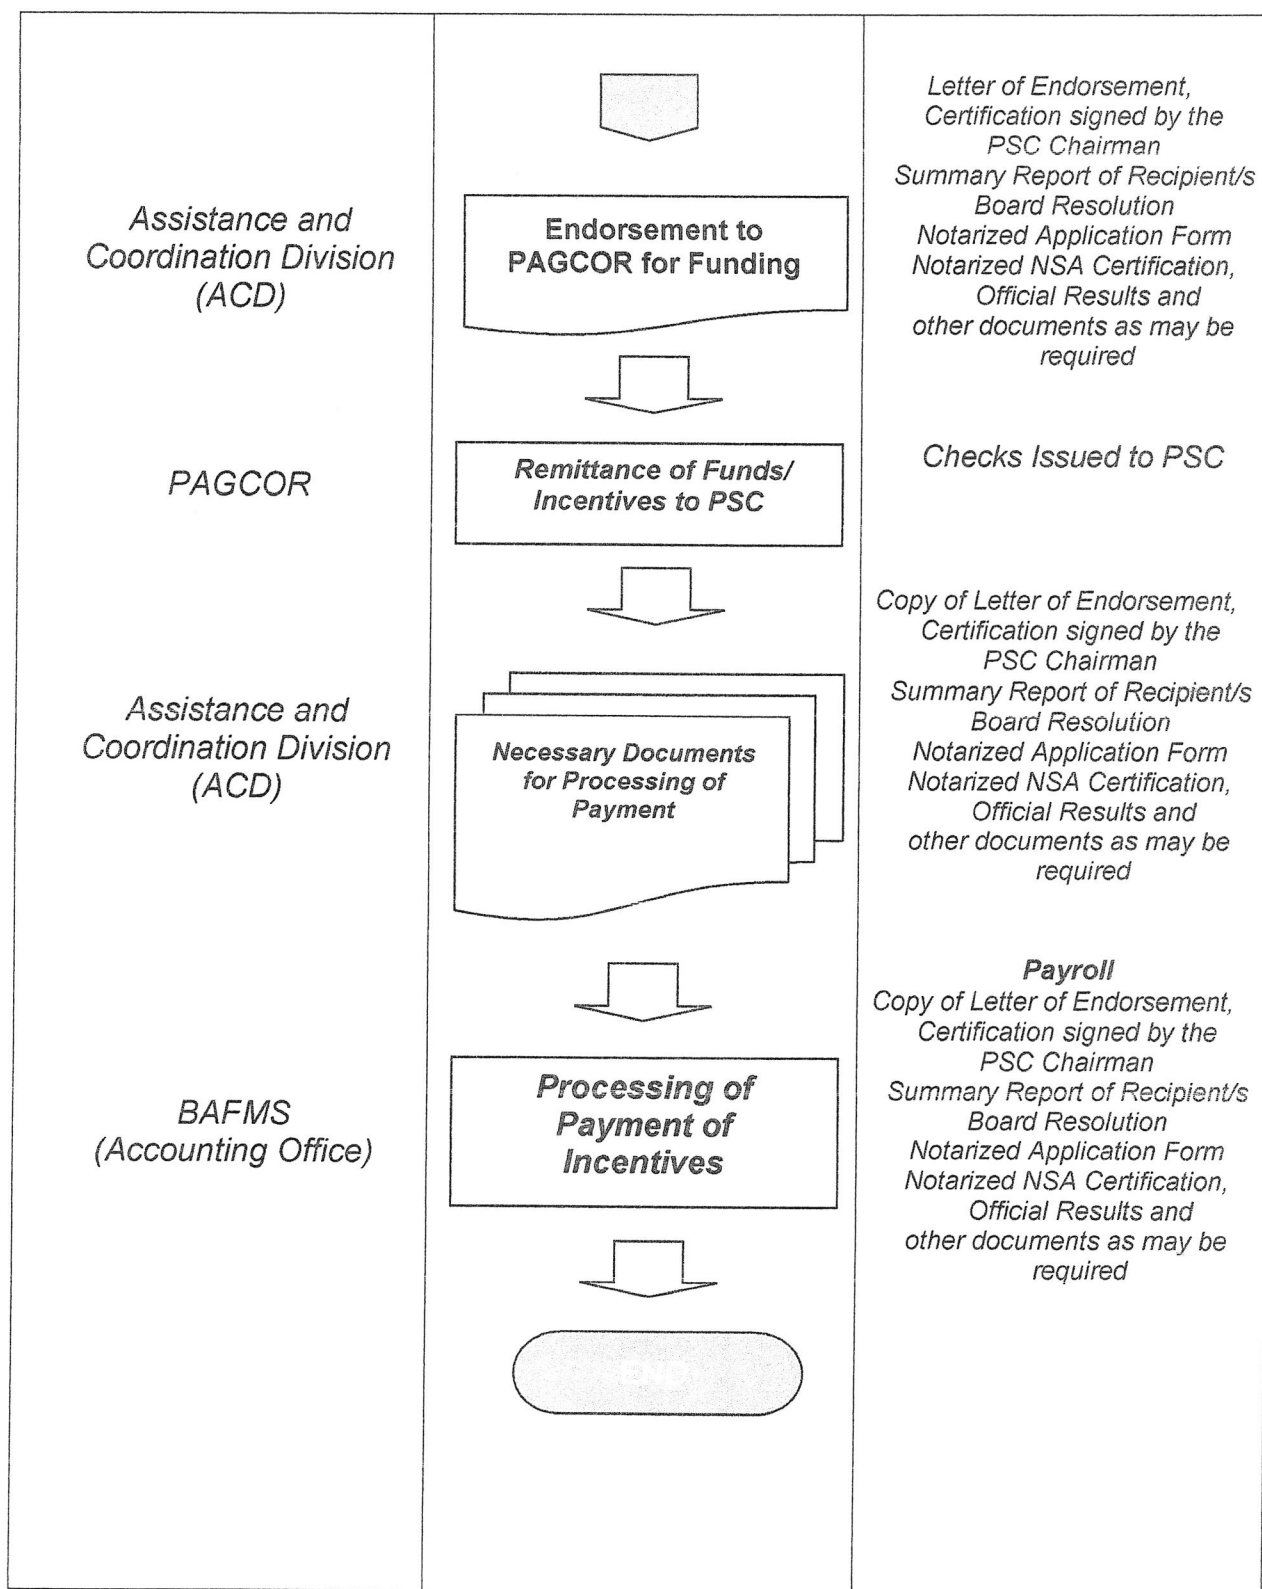 Letter of Endorsement,
Certification signed by the
PSC Chairman
Summary Report of Recipient/s
Board Resolution
Notarized Application Form
Notarized NSA Certification,
Official Results and
other documents as may be
required
Assistance and
Coordination Division
(ACD)
Endorsement to
PAGCOR for Funding
PAGCOR
Remittance of Funds/
Incentives to PSC
Checks Issued to PSC
Assistance and
Coordination Division
(ACD)
Necessary Documents
for Processing of
Payment
Copy of Letter of Endorsement,
Certification signed by the
PSC Chairman
Summary Report of Recipient/s
Board Resolution
Notarized Application Form
Notarized NSA Certification,
Official Results and
other documents as may be
required
BAFMS
(Accounting Office)
Processing of
Payment of
Incentives
Payroll
Copy of Letter of Endorsement,
Certification signed by the
PSC Chairman
Summary Report of Recipient/s
Board Resolution
Notarized Application Form
Notarized NSA Certification,
Official Results and
other documents as may be
required
END